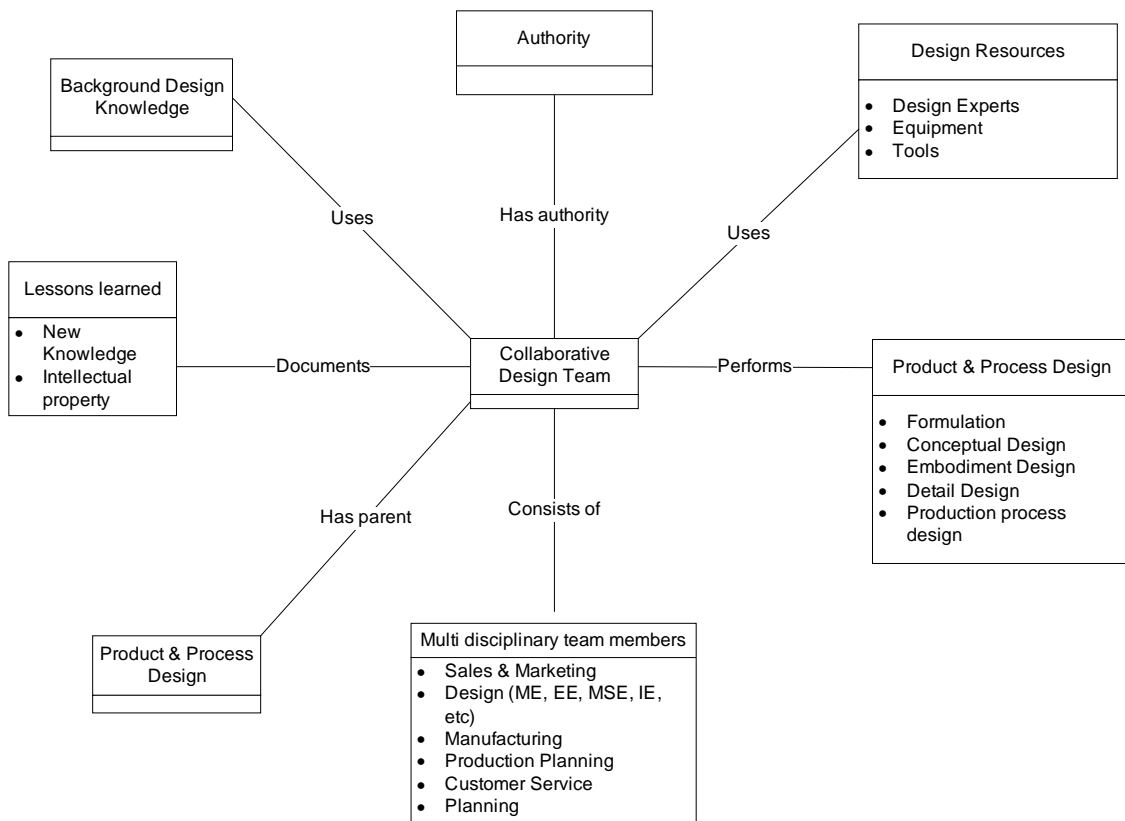 Authority
Background Design
Knowledge
Design Resources
• Design Experts
• Equipment
• Tools
Uses
Has authority
Uses
Lessons learned
• New
Knowledge
• Intellectual
property
Documents
Collaborative
Design Team
Performs
Product & Process Design
• Formulation
• Conceptual Design
• Embodiment Design
• Detail Design
• Production process
design
Has parent
Consists of
Product & Process
Design
Multi disciplinary team members
• Sales & Marketing
• Design (ME, EE, MSE, IE,
etc)
• Manufacturing
• Production Planning
• Customer Service
• Planning